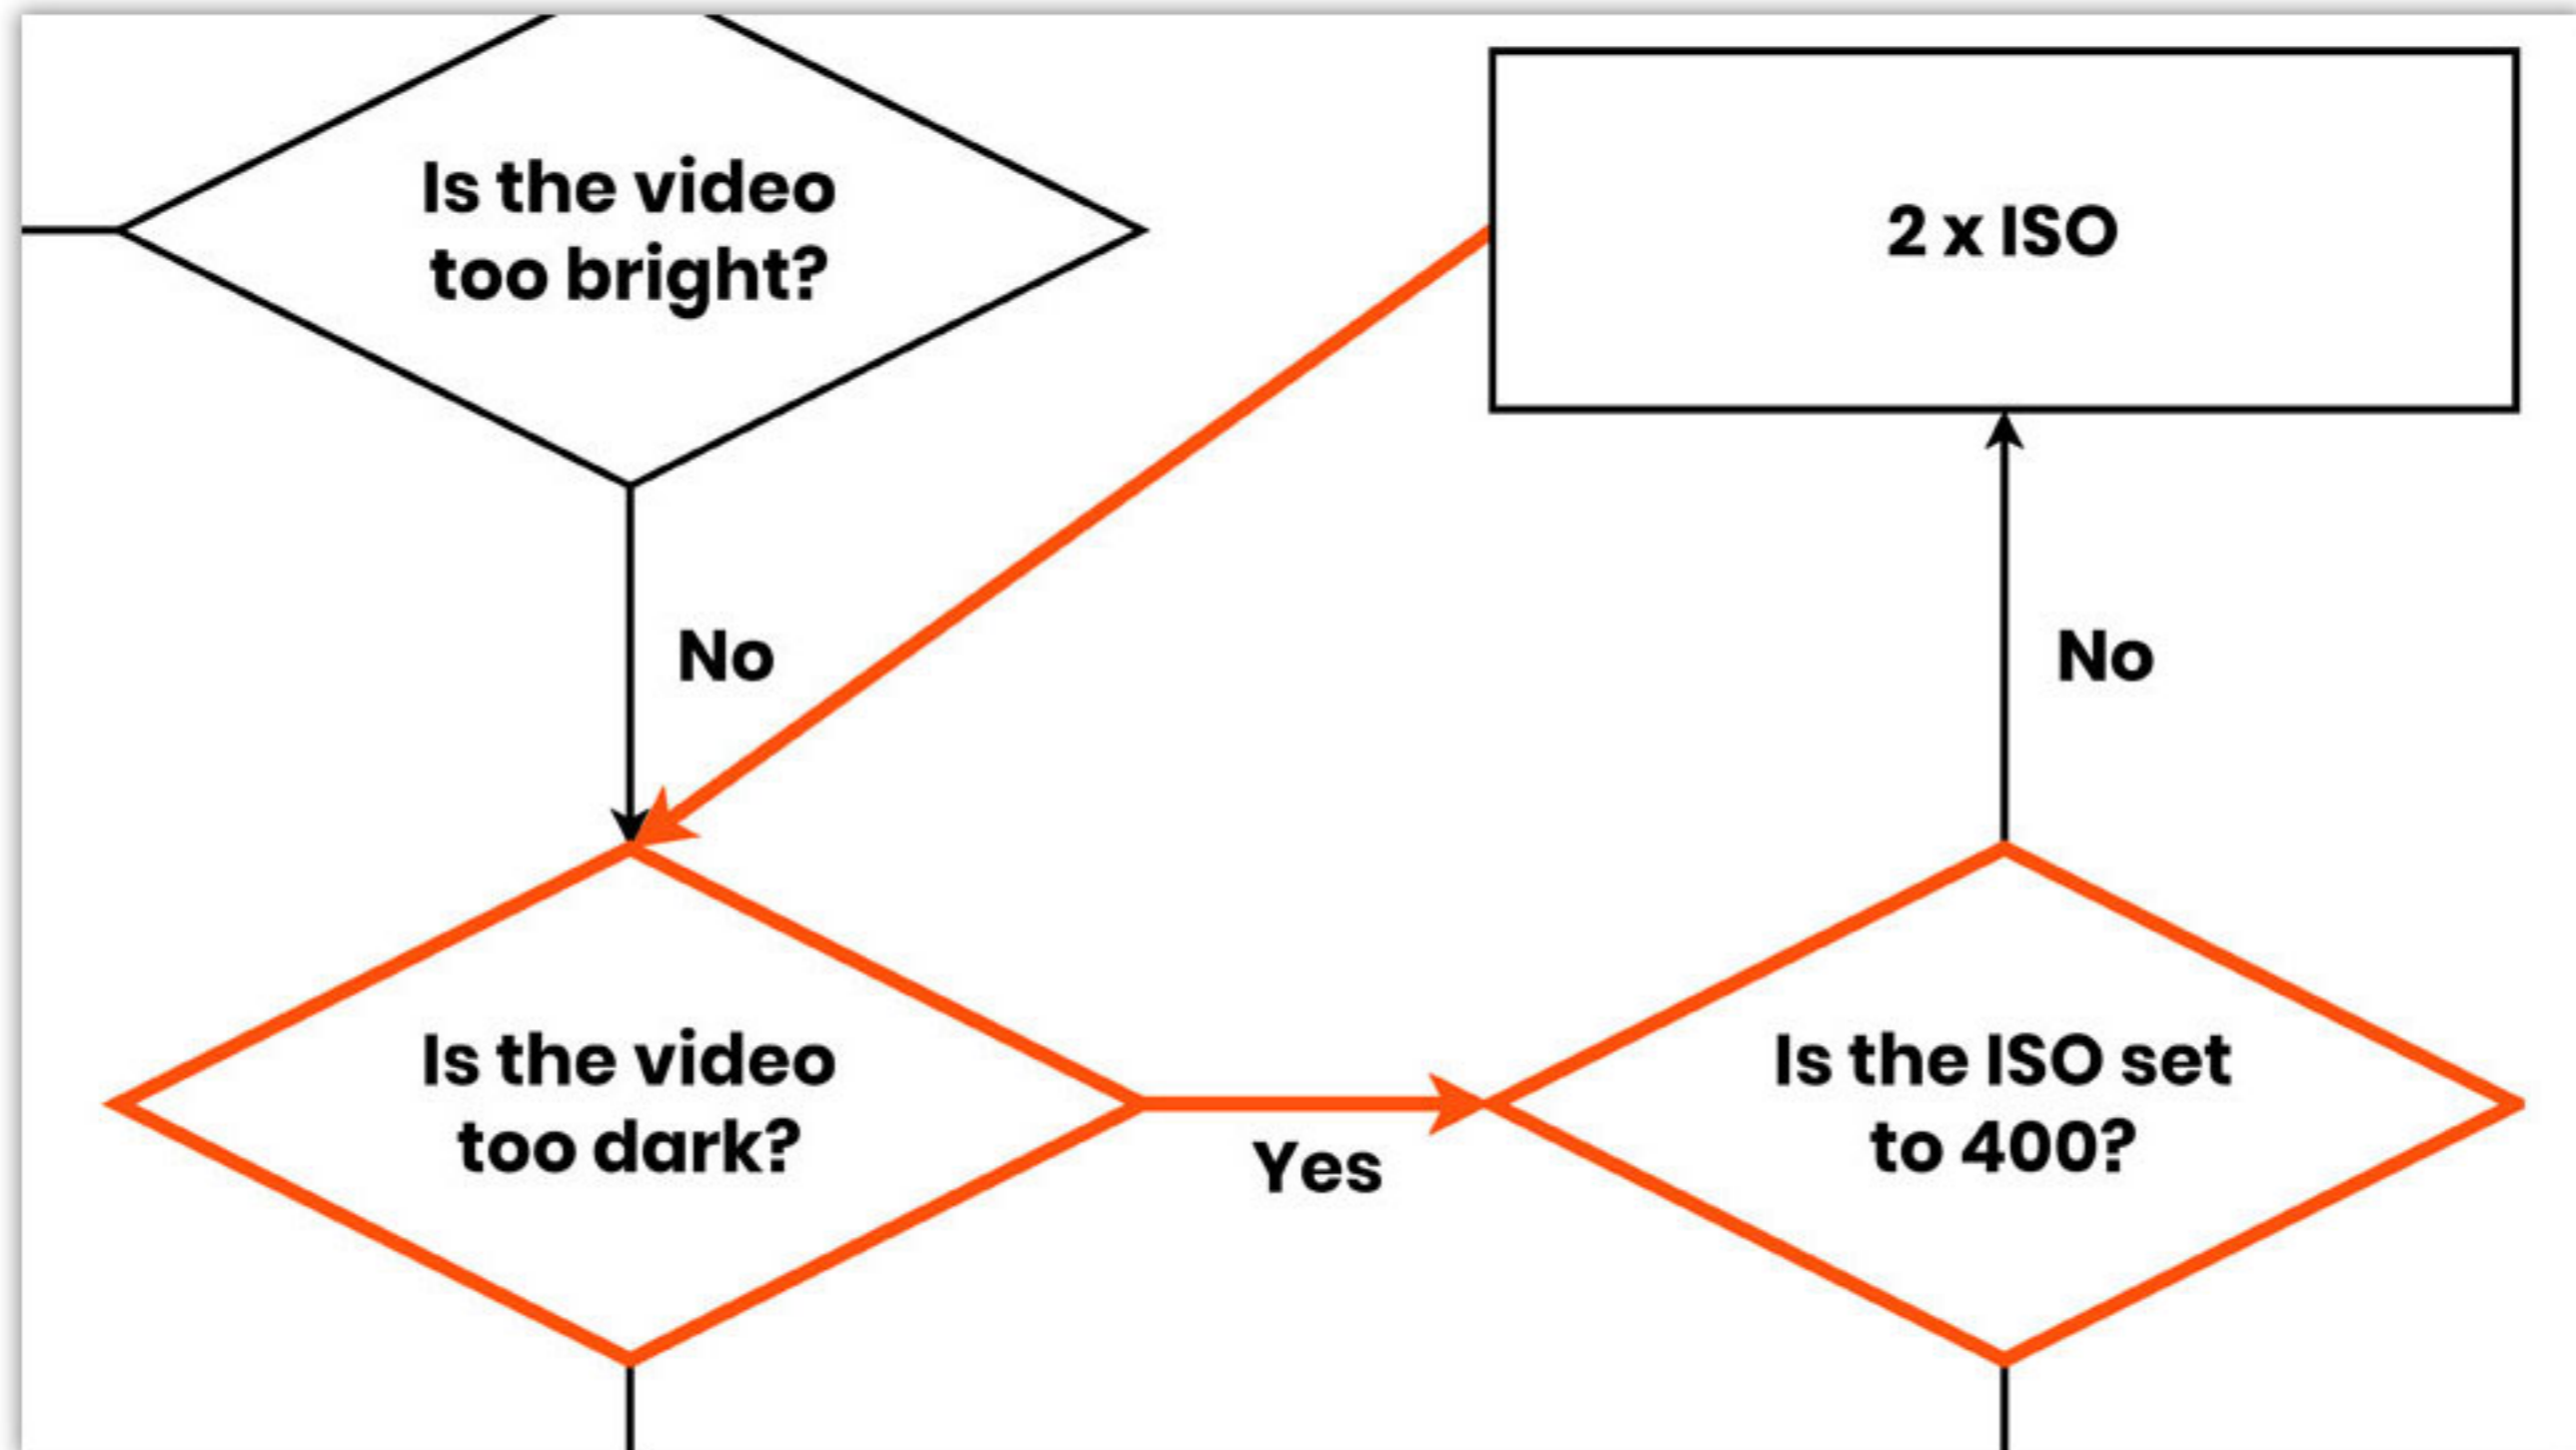 Is the video
too bright?
2 x ISO
No
No
Is the video
too dark?
Yes
Is the ISO set
to 400?